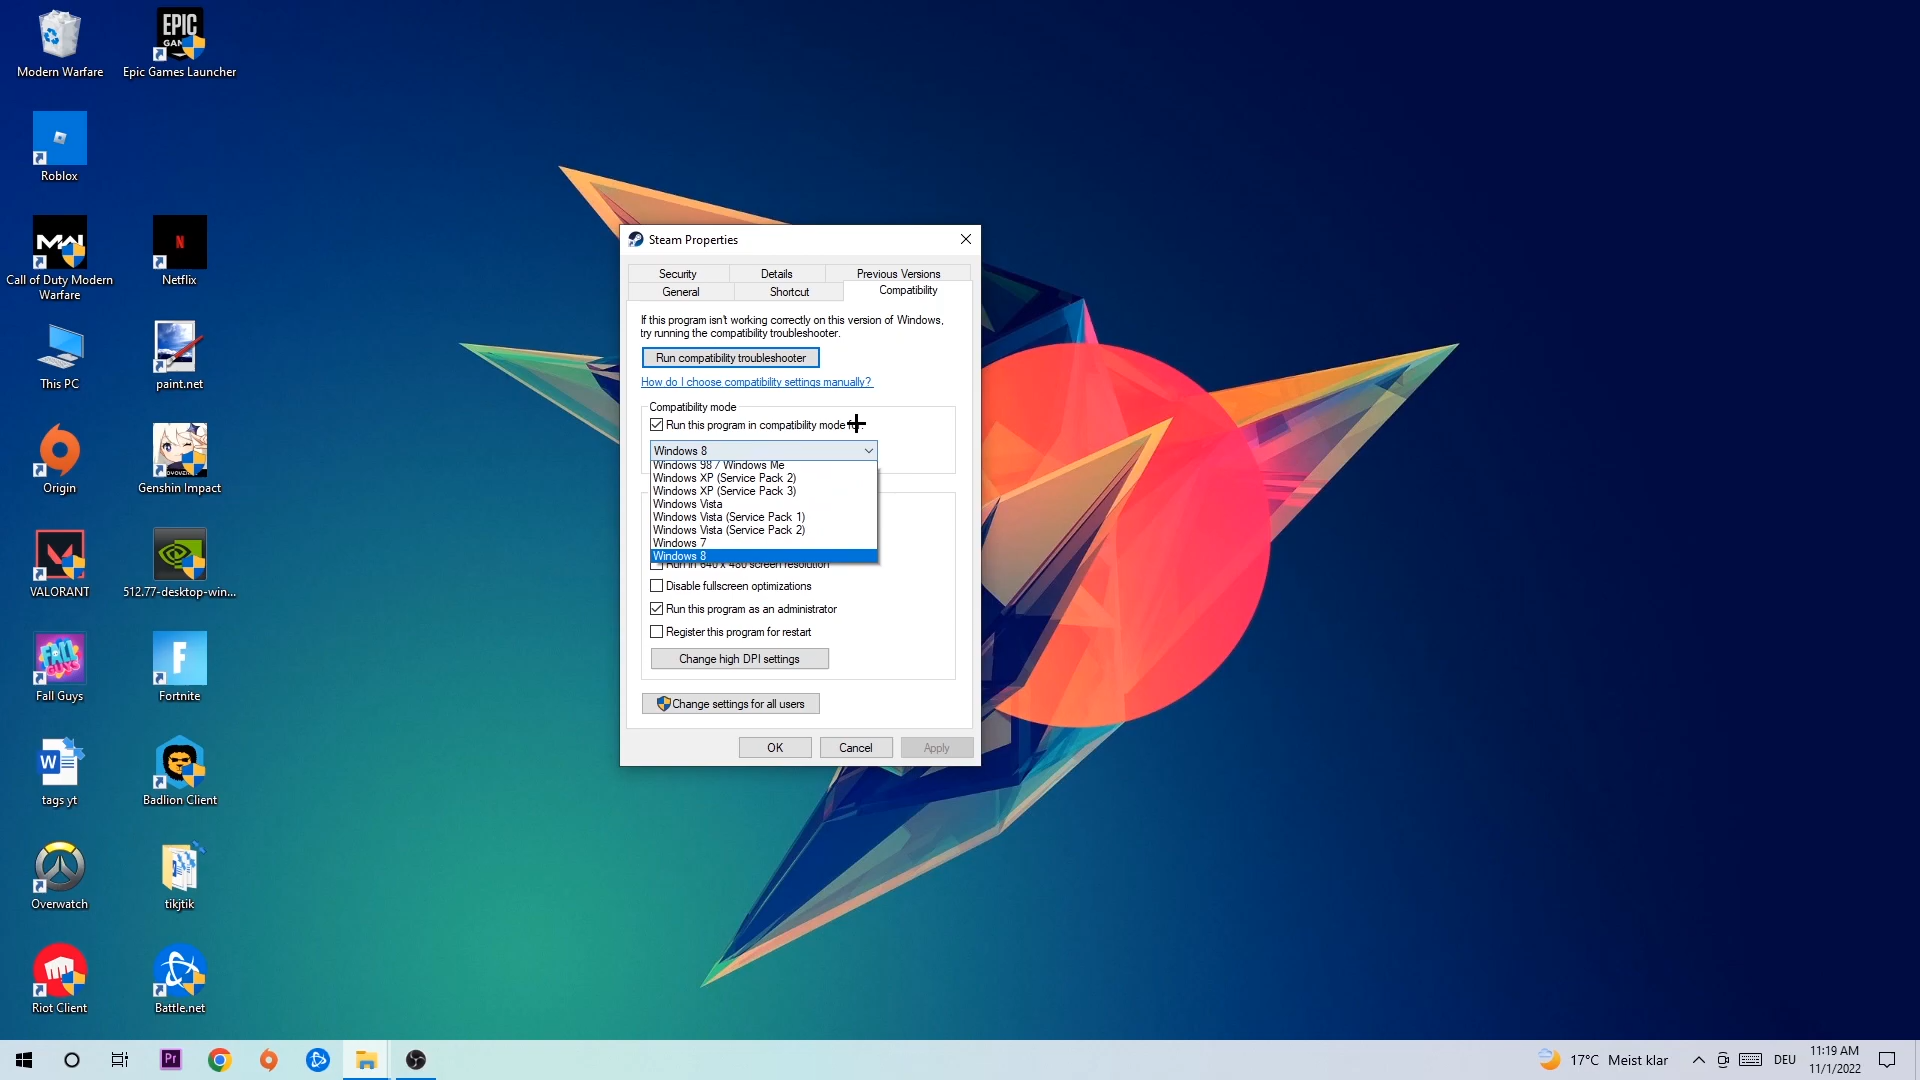 Modern Warfare
EPIC
GAMES
Epic Games Launcher
Roblox
MW
Call of Duty Modern
Warfare
N
Netflix
This PC
paint.net
Origin
Genshin Impact
VALORANT
512.77-desktop-win...
FALL
GUYS
Fall Guys
F
Fortnite
W
tags yt
Badlion Client
Overwatch
tikjtik
Riot Client
Battle.net
Steam Properties
Security
Details
Previous Versions
General
Shortcut
Compatibility
If this program isn't working correctly on this version of Windows,
try running the compatibility troubleshooter.
Run compatibility troubleshooter
How do I choose compatibility settings manually?
Compatibility mode
Run this program in compatibility mode for:
Windows 8
Windows 98 / Windows Me
Windows XP (Service Pack 2)
Windows XP (Service Pack 3)
Windows Vista
Windows Vista (Service Pack 1)
Windows Vista (Service Pack 2)
Windows 7
Windows 8
Run in 640 x 480 screen resolution
Disable fullscreen optimizations
Run this program as an administrator
Register this program for restart
Change high DPI settings
Change settings for all users
OK
Cancel
Apply
Pr
17°C Meist klar
DEU
11:19 AM
11/1/2022